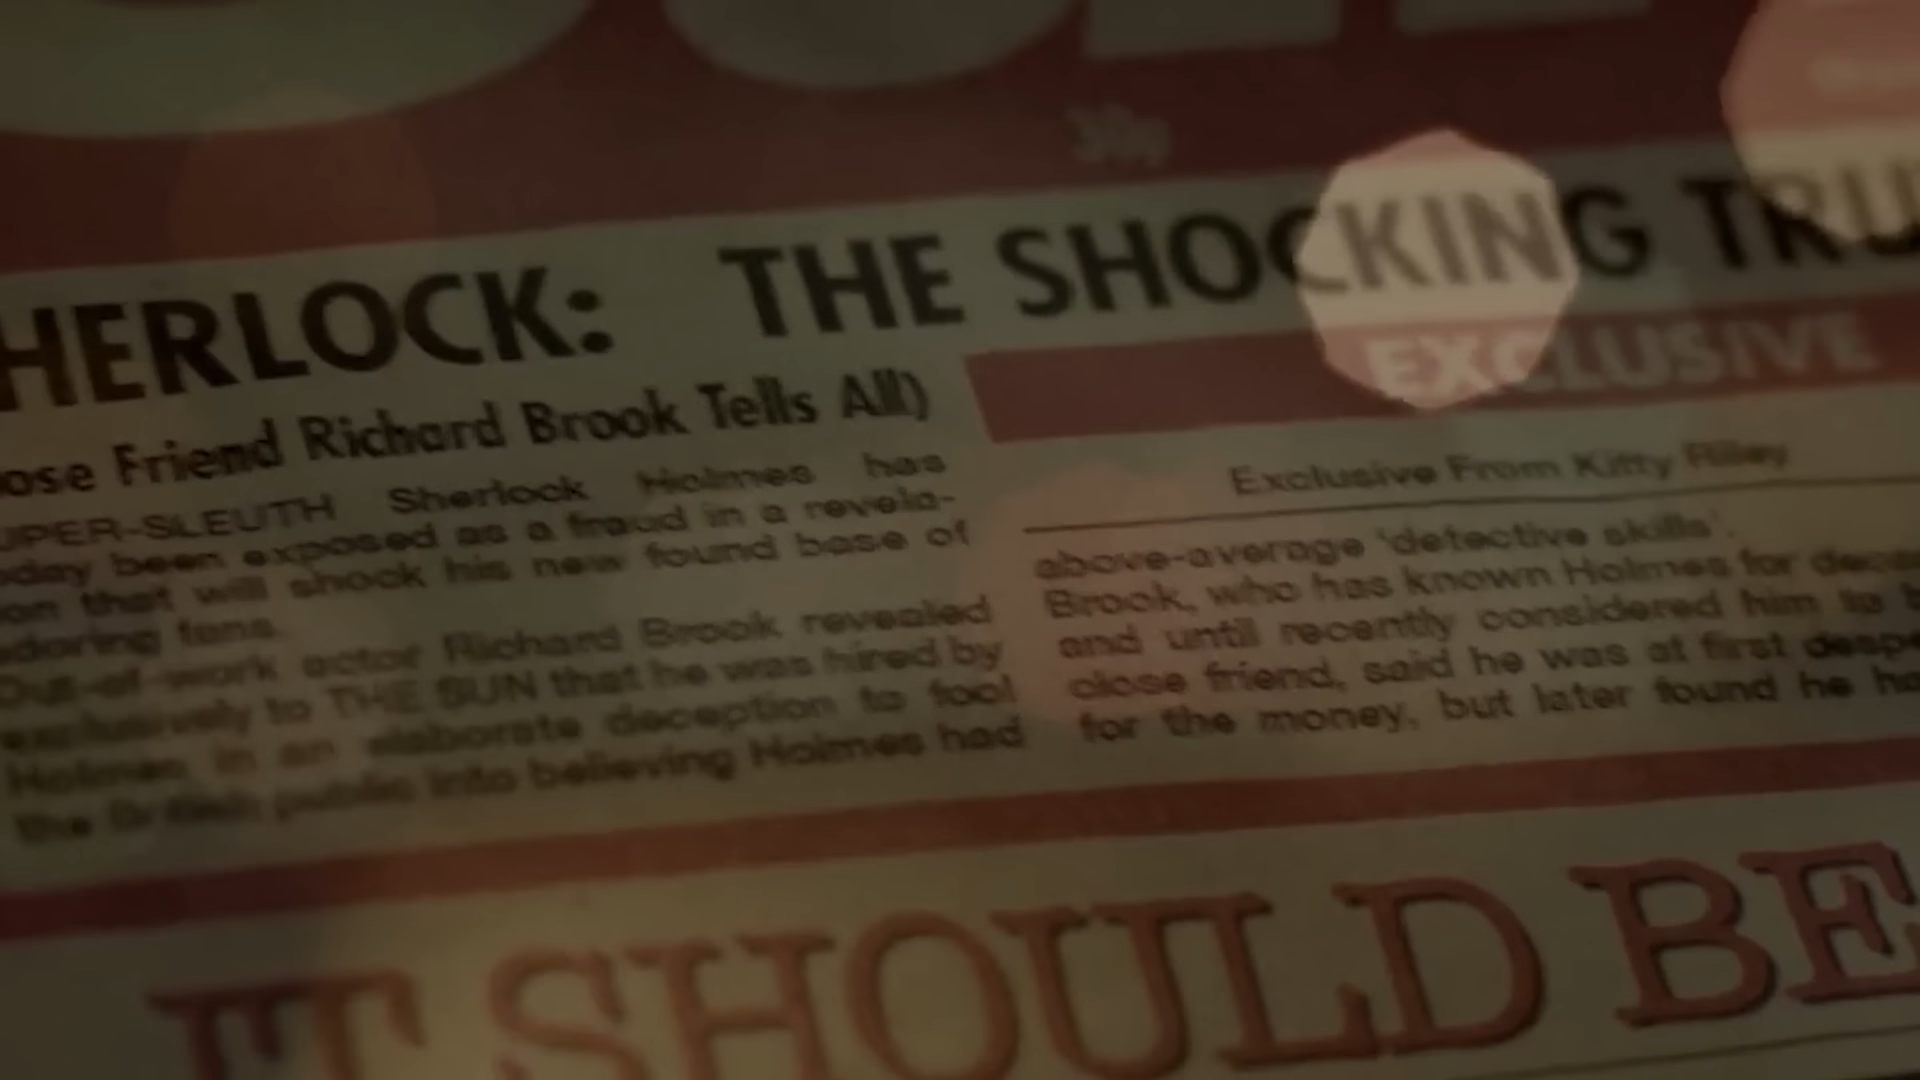 30p
HERLOCK: THE SHOCKING TRU
EXCLUSIVE
ose Friend Richard Brook Tells All)
Exclusive From Kitty Riley
UPER-SLEUTH Sherlock Holmes has
oday been exposed as a fraud in a revela-
on that will shock his new found base of
adoring fans.
Out-of-work actor Richard Brook revealed
exclusively to THE SUN that he was hired by
Holmes in an elaborate deception to fool
the British public into believing Holmes had
above-average 'detective skills'.
Brook, who has known Holmes for deca
and until recently considered him to b
close friend, said he was at first despe
for the money, but later found he ha
IT SHOULD BE